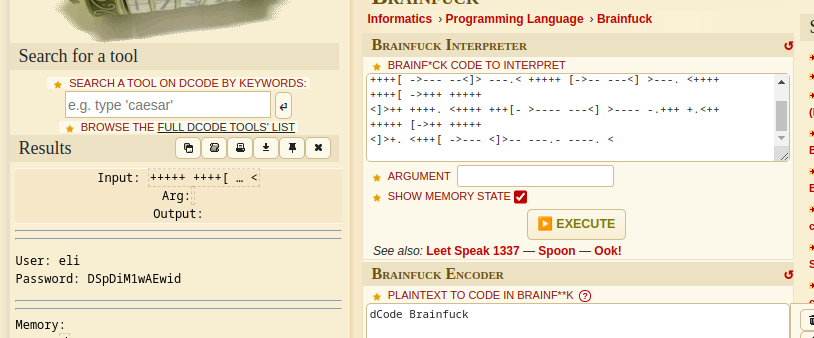 Informatics › Programming Language › Brainfuck
Search for a tool
SEARCH A TOOL ON DCODE BY KEYWORDS:
e.g. type 'caesar'
BROWSE THE FULL DCODE TOOLS' LIST
Results
Input: +++++ ++++[ … <
Arg:
Output:
User: eli
Password: DSpDiM1wAEwid
Memory:
BRAINFUCK INTERPRETER
BRAINF*CK CODE TO INTERPRET
++++[ ->--- --<]> ---.< +++++ [->-- ---<] >---. <++++
++++[ ->+++ +++++
<]>++ ++++. <++++ +++[- >---- ---<] >---- -.+++ +.<++
+++++ [->++ +++++
<]>+. <+++[ ->--- <]>-- ---.- ----. <
ARGUMENT
SHOW MEMORY STATE
EXECUTE
See also: Leet Speak 1337 — Spoon — Ook!
BRAINFUCK ENCODER
PLAINTEXT TO CODE IN BRAINF**K ?
dCode Brainfuck